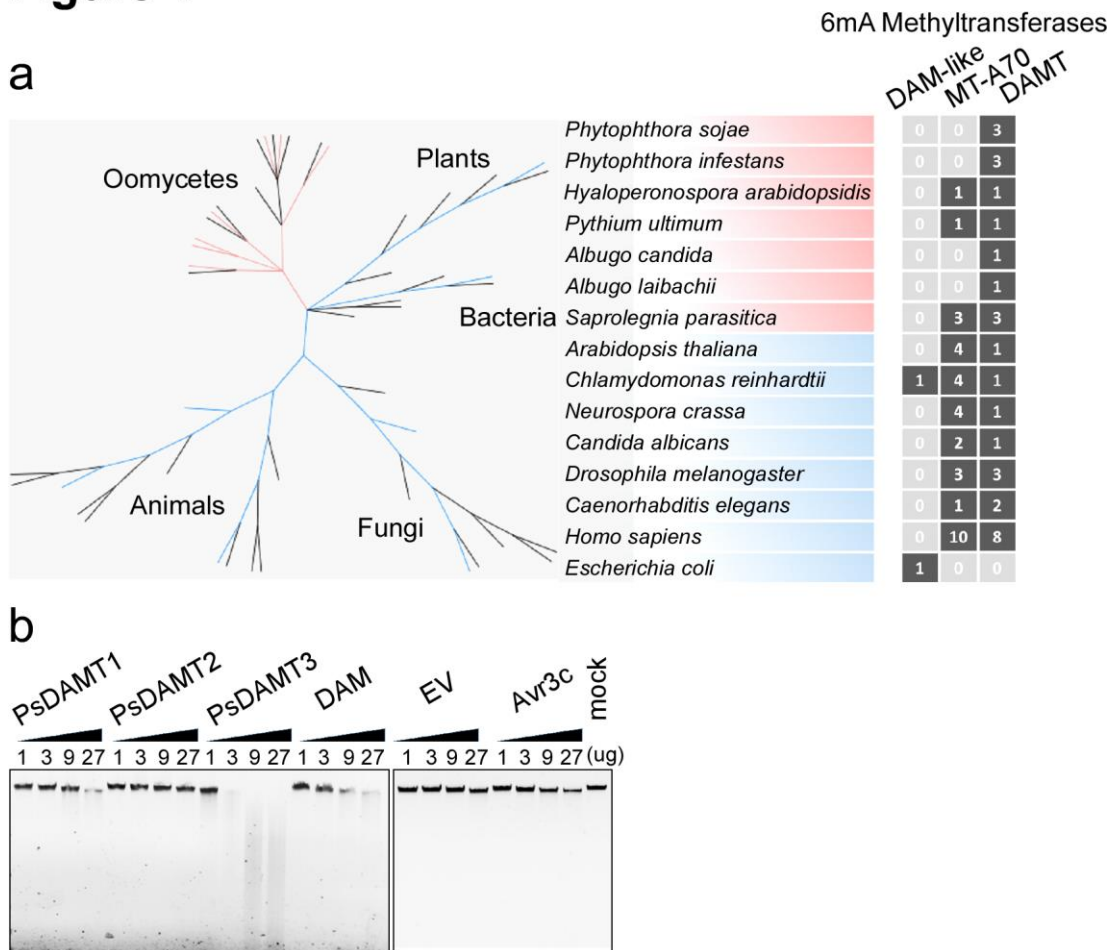 6mA Methyltransferases
a
DAM-like
MT-A70
DAMT
Oomycetes
Plants
Bacteria
Animals
Fungi
Phytophthora sojae 0 0 3
Phytophthora infestans 0 0 3
Hyaloperonospora arabidopsidis 0 1 1
Pythium ultimum 0 1 1
Albugo candida 0 0 1
Albugo laibachii 0 0 1
Saprolegnia parasitica 0 3 3
Arabidopsis thaliana 0 4 1
Chlamydomonas reinhardtii 1 4 1
Neurospora crassa 0 4 1
Candida albicans 0 2 1
Drosophila melanogaster 0 3 3
Caenorhabditis elegans 0 1 2
Homo sapiens 0 10 8
Escherichia coli 1 0 0
b
PsDAMT1 PsDAMT2 PsDAMT3 DAM EV Avr3c mock
1 3 9 27 1 3 9 27 1 3 9 27 1 3 9 27 1 3 9 27 1 3 9 27 (ug)